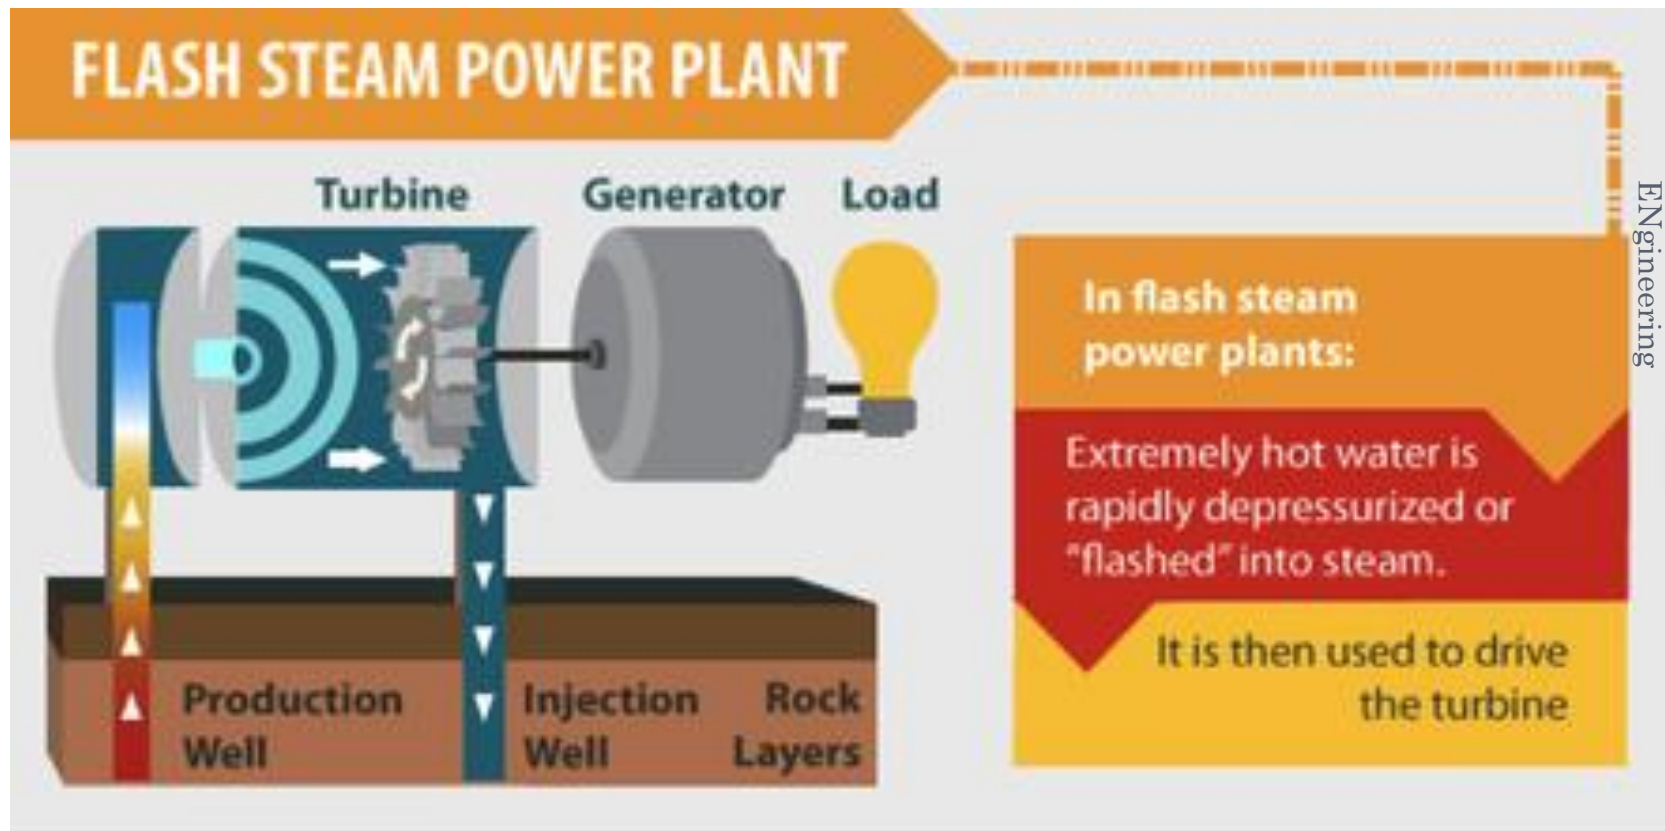 FLASH STEAM POWER PLANT
Turbine
Generator
Load
Production
Well
Injection
Well
Rock
Layers
In flash steam
power plants:
Extremely hot water is
rapidly depressurized or
"flashed" into steam.
It is then used to drive
the turbine
ENgineering